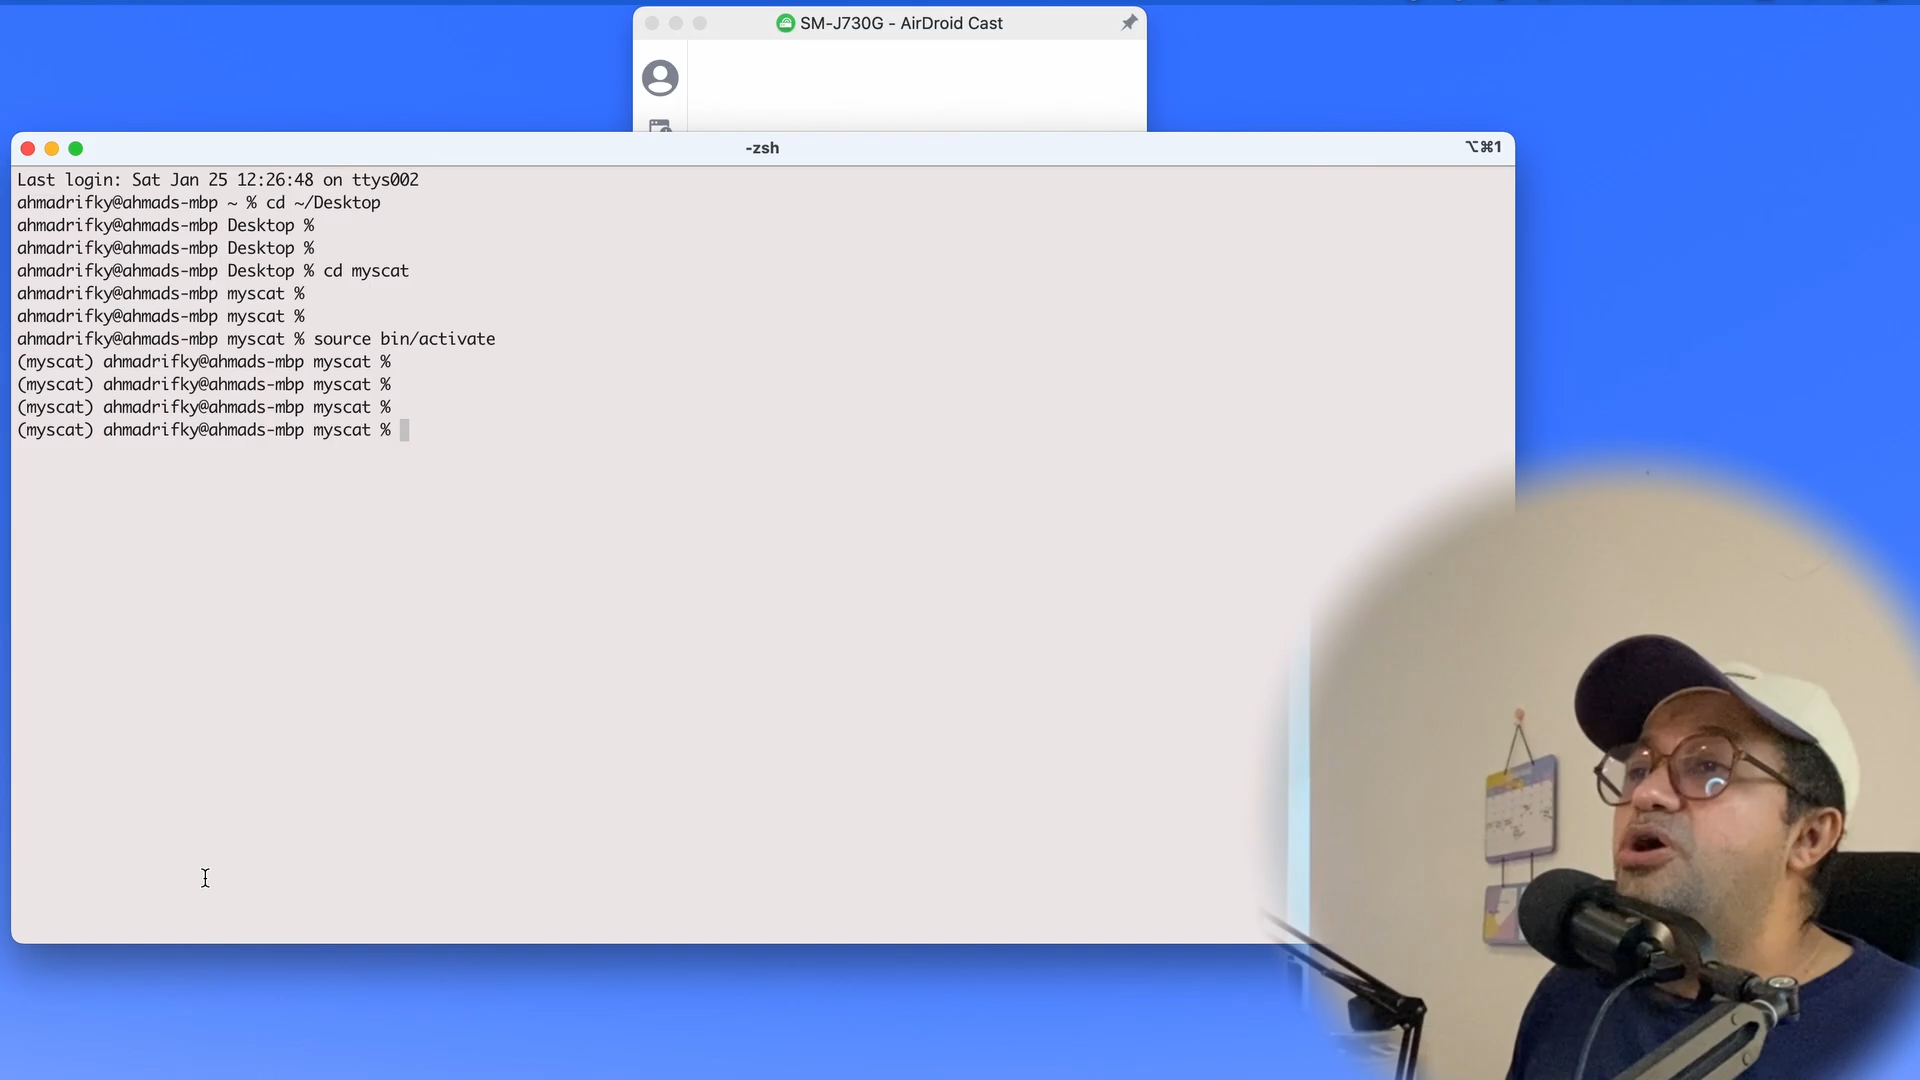 SM-J730G - AirDroid Cast
-zsh
⌥⌘1
Last login: Sat Jan 25 12:26:48 on ttys002
ahmadrifky@ahmads-mbp ~ % cd ~/Desktop
ahmadrifky@ahmads-mbp Desktop %
ahmadrifky@ahmads-mbp Desktop %
ahmadrifky@ahmads-mbp Desktop % cd myscat
ahmadrifky@ahmads-mbp myscat %
ahmadrifky@ahmads-mbp myscat %
ahmadrifky@ahmads-mbp myscat % source bin/activate
(myscat) ahmadrifky@ahmads-mbp myscat %
(myscat) ahmadrifky@ahmads-mbp myscat %
(myscat) ahmadrifky@ahmads-mbp myscat %
(myscat) ahmadrifky@ahmads-mbp myscat %